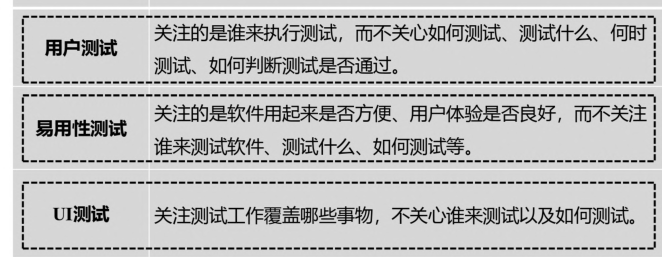 用户测试
关注的是谁来执行测试，而不关心如何测试、测试什么、何时
测试、如何判断测试是否通过。
易用性测试
关注的是软件用起来是否方便、用户体验是否良好，而不关注
谁来测试软件、测试什么、如何测试等。
UI测试
关注测试工作覆盖哪些事物，不关心谁来测试以及如何测试。